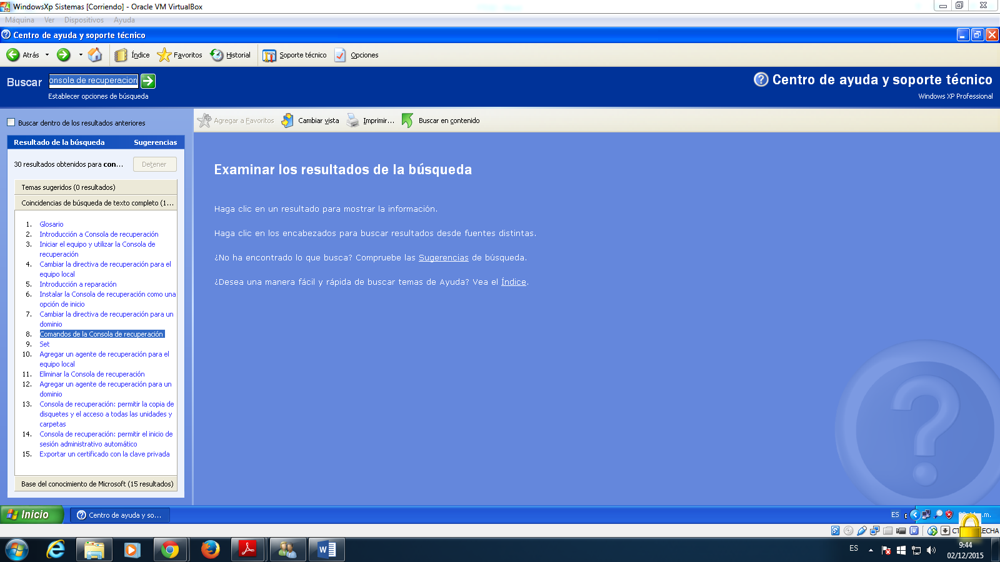 WindowsXp Sistemas [Corriendo] - Oracle VM VirtualBox
Máquina Ver Dispositivos Ayuda
Centro de ayuda y soporte técnico
Atrás Índice Favoritos Historial Soporte técnico Opciones
Buscar onsola de recuperacion
Establecer opciones de búsqueda
Centro de ayuda y soporte técnico
Windows XP Professional
Buscar dentro de los resultados anteriores
Agregar a Favoritos Cambiar vista Imprimir... Buscar en contenido
Resultado de la búsqueda Sugerencias
30 resultados obtenidos para con... Detener
Temas sugeridos (0 resultados)
Coincidencias de búsqueda de texto completo (1...
1. Glosario
2. Introducción a Consola de recuperación
3. Iniciar el equipo y utilizar la Consola de
recuperación
4. Cambiar la directiva de recuperación para el
equipo local
5. Introducción a reparación
6. Instalar la Consola de recuperación como una
opción de inicio
7. Cambiar la directiva de recuperación para un
dominio
8. Comandos de la Consola de recuperación
9. Set
10. Agregar un agente de recuperación para el
equipo local
11. Eliminar la Consola de recuperación
12. Agregar un agente de recuperación para un
dominio
13. Consola de recuperación: permitir la copia de
disquetes y el acceso a todas las unidades y
carpetas
14. Consola de recuperación: permitir el inicio de
sesión administrativo automático
15. Exportar un certificado con la clave privada
Base del conocimiento de Microsoft (15 resultados)
Examinar los resultados de la búsqueda
Haga clic en un resultado para mostrar la información.
Haga clic en los encabezados para buscar resultados desde fuentes distintas.
¿No ha encontrado lo que busca? Compruebe las Sugerencias de búsqueda.
¿Desea una manera fácil y rápida de buscar temas de Ayuda? Vea el Índice.
Inicio Centro de ayuda y so... ES
ES 9:44
02/12/2015